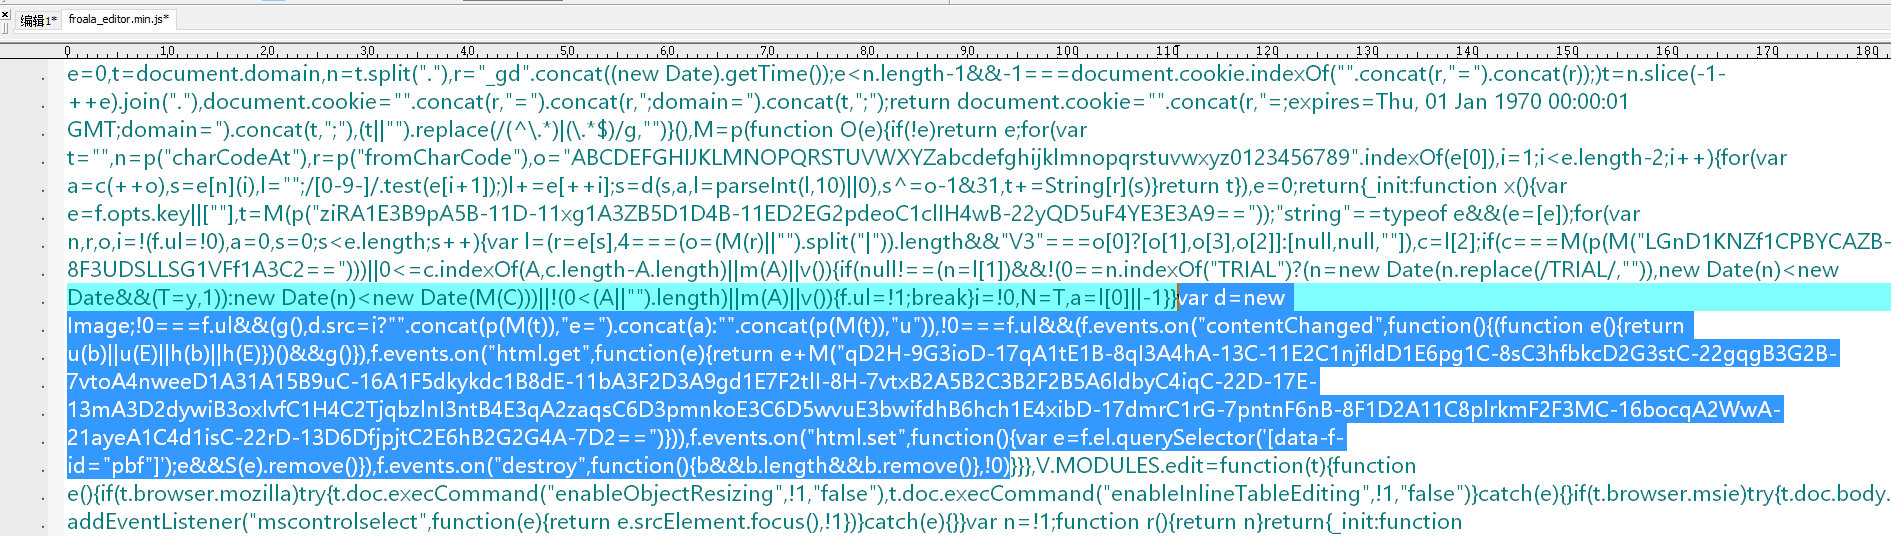 编辑1* froala_editor.min.js*
0 10 20 30 40 50 60 70 80 90 100 110 120 130 140 150 160 170 180
e=0,t=document.domain,n=t.split("."),r="_gd".concat((new Date).getTime());e<n.length-1&&-1===document.cookie.indexOf("".concat(r,"=").concat(r));)t=n.slice(-1-
++e).join("."),document.cookie="".concat(r,"=").concat(r,";domain=").concat(t,";");return document.cookie="".concat(r,"=;expires=Thu, 01 Jan 1970 00:00:01
GMT;domain=").concat(t,";"),(t||"").replace(/(^\.*)|(\.*$)/g,"")}(),M=p(function O(e){if(!e)return e;for(var
t="",n=p("charCodeAt"),r=p("fromCharCode"),o="ABCDEFGHIJKLMNOPQRSTUVWXYZabcdefghijklmnopqrstuvwxyz0123456789".indexOf(e[0]),i=1;i<e.length-2;i++){for(var
a=c(++o),s=e[n](i),l="";/[0-9-]/.test(e[i+1]);)l+=e[++i];s=d(s,a,l=parseInt(l,10)||0),s^=o-1&31,t+=String[r](s)}return t}),e=0;return{_init:function x(){var
e=f.opts.key||[""],t=M(p("ziRA1E3B9pA5B-11D-11xg1A3ZB5D1D4B-11ED2EG2pdeoC1clIH4wB-22yQD5uF4YE3E3A9=="));"string"==typeof e&&(e=[e]);for(var
n,r,o,i=!(f.ul=!0),a=0,s=0;s<e.length;s++){var l=(r=e[s],4===(o=(M(r)||"").split("|")).length&&"V3"===o[0]?[o[1],o[3],o[2]]:[null,null,""]),c=l[2];if(c===M(p(M("LGnD1KNZf1CPBYCAZB-
8F3UDSLLSG1VFf1A3C2==")))||0<=c.indexOf(A,c.length-A.length)||m(A)||v()){if(null!==(n=l[1])&&!(0==n.indexOf("TRIAL")?(n=new Date(n.replace(/TRIAL/,"")),new Date(n)<new
Date&&(T=y,1)):new Date(n)<new Date(M(C)))||!(0<(A||"").length)||m(A)||v()){f.ul=!1;break}i=!0,N=T,a=l[0]||-1}}var d=new
Image;!0===f.ul&&(g(),d.src=i?"".concat(p(M(t)),"e=").concat(a):"".concat(p(M(t)),"u")),!0===f.ul&&(f.events.on("contentChanged",function(){(function e(){return
u(b)||u(E)||h(b)||h(E)})()&&g()}),f.events.on("html.get",function(e){return e+M("qD2H-9G3ioD-17qA1tE1B-8qI3A4hA-13C-11E2C1njfldD1E6pg1C-8sC3hfbkcD2G3stC-22gqgB3G2B-
7vtoA4nweeD1A31A15B9uC-16A1F5dkykdc1B8dE-11bA3F2D3A9gd1E7F2tlI-8H-7vtxB2A5B2C3B2F2B5A6ldbyC4iqC-22D-17E-
13mA3D2dywiB3oxlvfC1H4C2TjqbzlnI3ntB4E3qA2zaqsC6D3pmnkoE3C6D5wvuE3bwifdhB6hch1E4xibD-17dmrC1rG-7pntnF6nB-8F1D2A11C8plrkmF2F3MC-16bocqA2WwA-
21ayeA1C4d1isC-22rD-13D6DfjpjtC2E6hB2G2G4A-7D2==")})),f.events.on("html.set",function(){var e=f.el.querySelector('[data-f-
id="pbf"]');e&&S(e).remove()}),f.events.on("destroy",function(){b&&b.length&&b.remove()},!0)}}},V.MODULES.edit=function(t){function
e(){if(t.browser.mozilla)try{t.doc.execCommand("enableObjectResizing",!1,"false"),t.doc.execCommand("enableInlineTableEditing",!1,"false")}catch(e){}if(t.browser.msie)try{t.doc.body.
addEventListener("mscontrolselect",function(e){return e.srcElement.focus(),!1})}catch(e){}}var n=!1;function r(){return n}return{_init:function